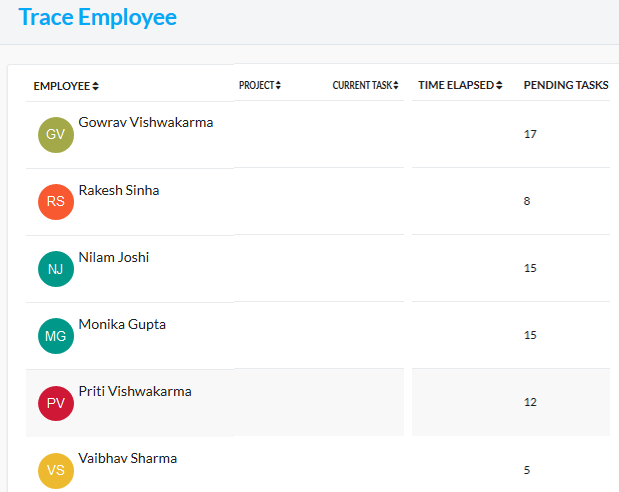 Trace Employee
EMPLOYEE PROJECT CURRENT TASK TIME ELAPSED PENDING TASKS
GV Gowrav Vishwakarma 17
RS Rakesh Sinha 8
NJ Nilam Joshi 15
MG Monika Gupta 15
PV Priti Vishwakarma 12
VS Vaibhav Sharma 5